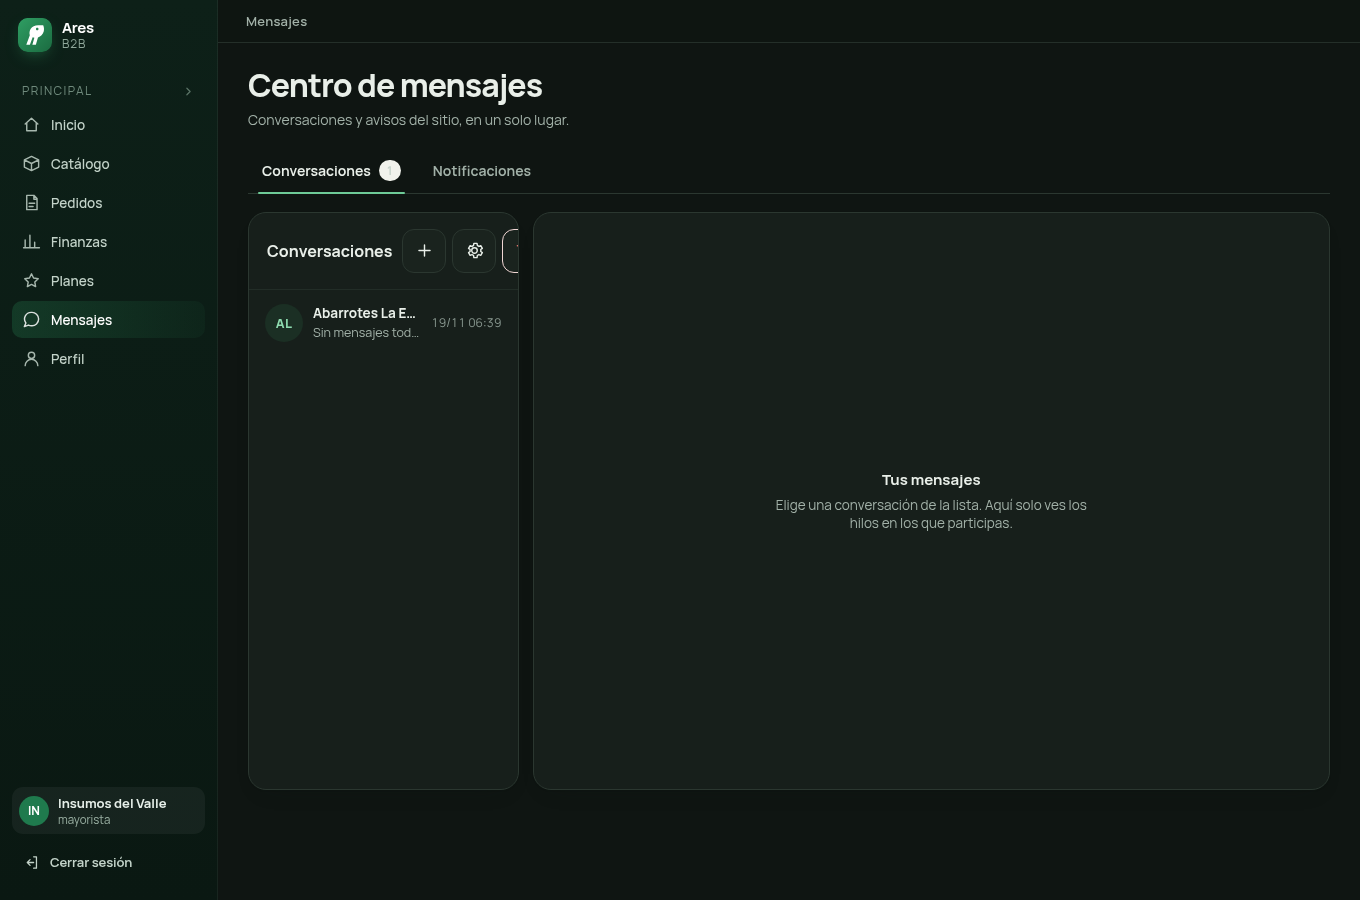 Ares
B2B
PRINCIPAL
Inicio
Catálogo
Pedidos
Finanzas
Planes
Mensajes
Perfil
IN
Insumos del Valle
mayorista
Cerrar sesión
Mensajes
Centro de mensajes
Conversaciones y avisos del sitio, en un solo lugar.
Conversaciones 1
Notificaciones
Conversaciones
AL
Abarrotes La E…
Sin mensajes tod…
19/11 06:39
Tus mensajes
Elige una conversación de la lista. Aquí solo ves los
hilos en los que participas.